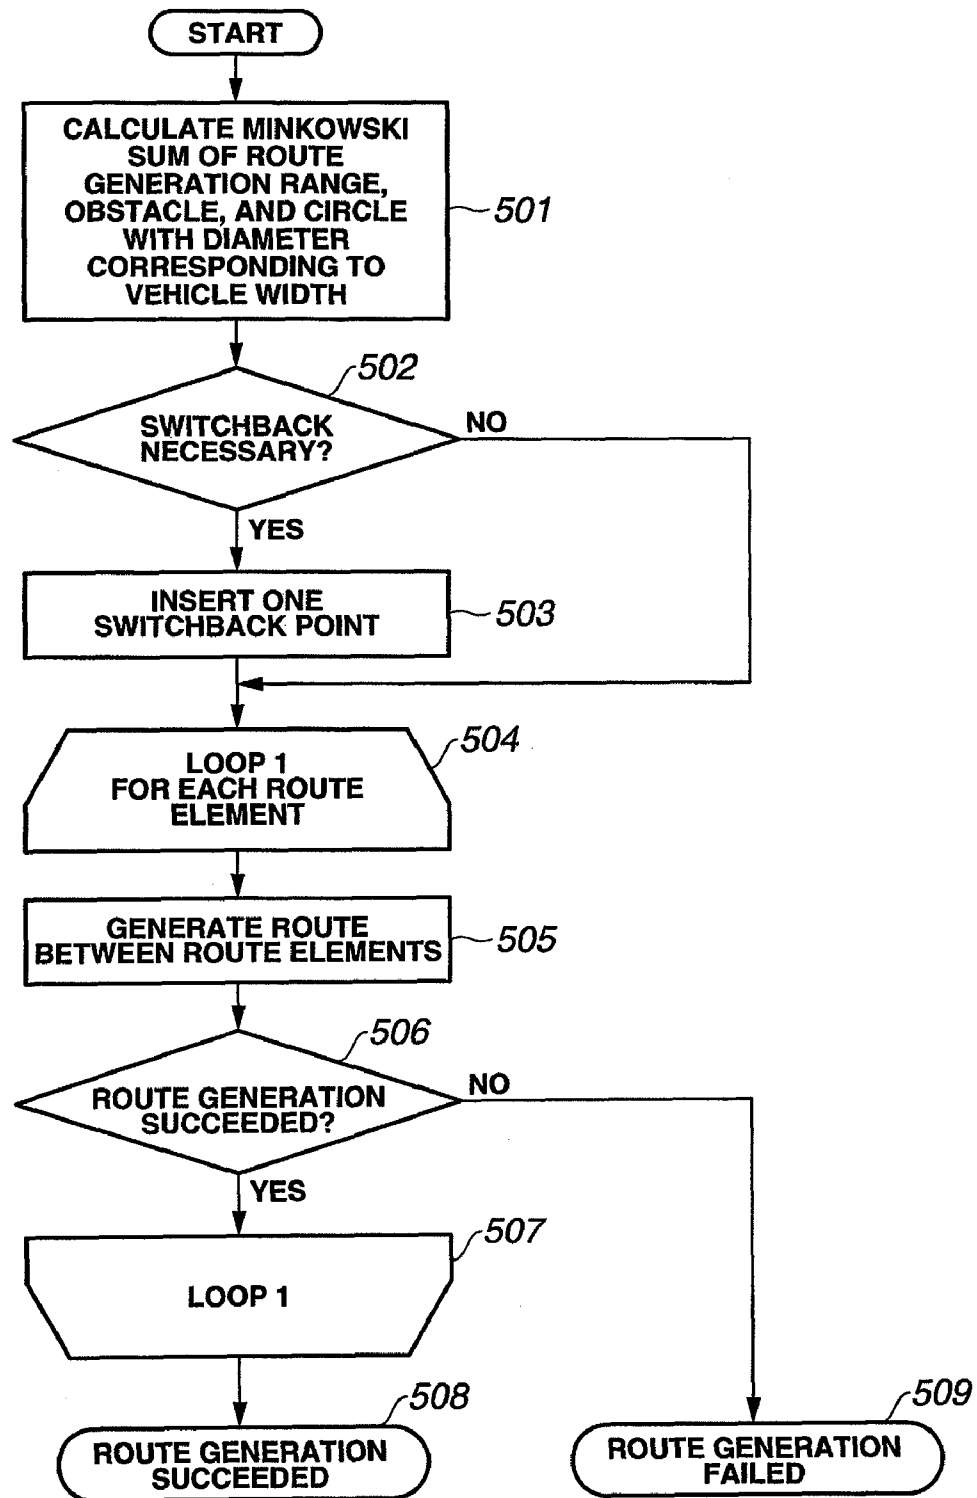 START
CALCULATE MINKOWSKI
SUM OF ROUTE
GENERATION RANGE,
OBSTACLE, AND CIRCLE
WITH DIAMETER
CORRESPONDING TO
VEHICLE WIDTH
501
502
SWITCHBACK
NECESSARY?
NO
YES
INSERT ONE
SWITCHBACK POINT
503
504
LOOP 1
FOR EACH ROUTE
ELEMENT
GENERATE ROUTE
BETWEEN ROUTE ELEMENTS
505
506
ROUTE GENERATION
SUCCEEDED?
NO
YES
507
LOOP 1
508
ROUTE GENERATION
SUCCEEDED
509
ROUTE GENERATION
FAILED